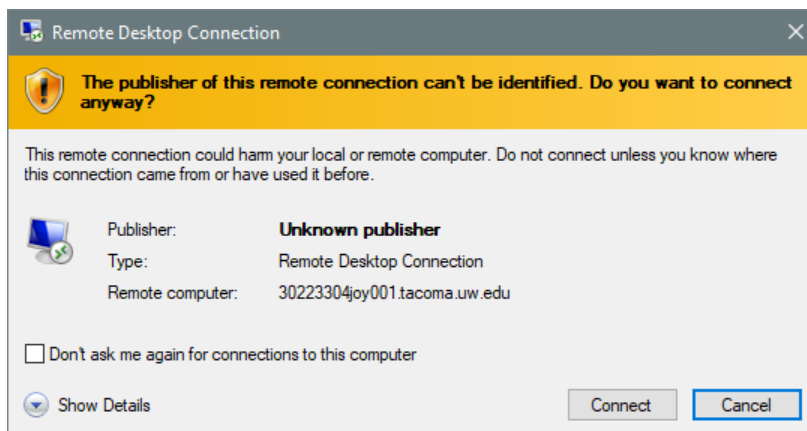 Remote Desktop Connection
The publisher of this remote connection can't be identified. Do you want to connect
anyway?
This remote connection could harm your local or remote computer. Do not connect unless you know where
this connection came from or have used it before.
Publisher: Unknown publisher
Type: Remote Desktop Connection
Remote computer: 30223304joy001.tacoma.uw.edu
Don't ask me again for connections to this computer
Show Details Connect Cancel